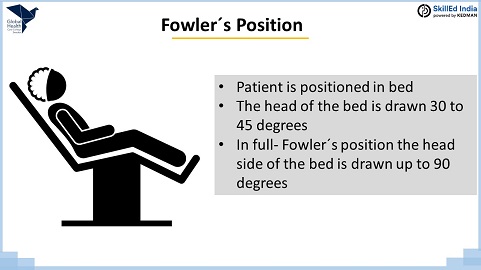 Fowler´s Position
Global
Health
SkillEd India
powered by KEDMAN
• Patient is positioned in bed
• The head of the bed is drawn 30 to
45 degrees
• In full- Fowler´s position the head
side of the bed is drawn up to 90
degrees